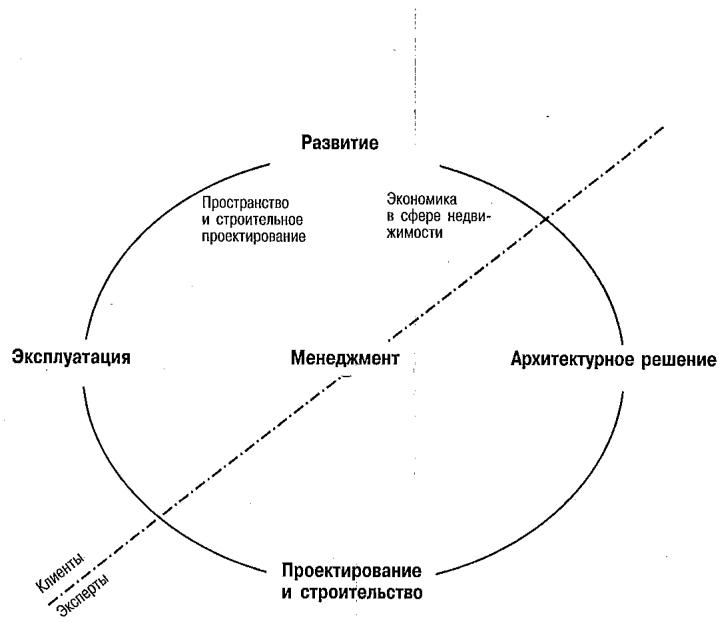 Развитие
Пространство
и строительное
проектирование
Экономика
в сфере недви-
жимости
Эксплуатация
Менеджмент
Архитектурное решение
Клиенты
Эксперты
Проектирование
и строительство